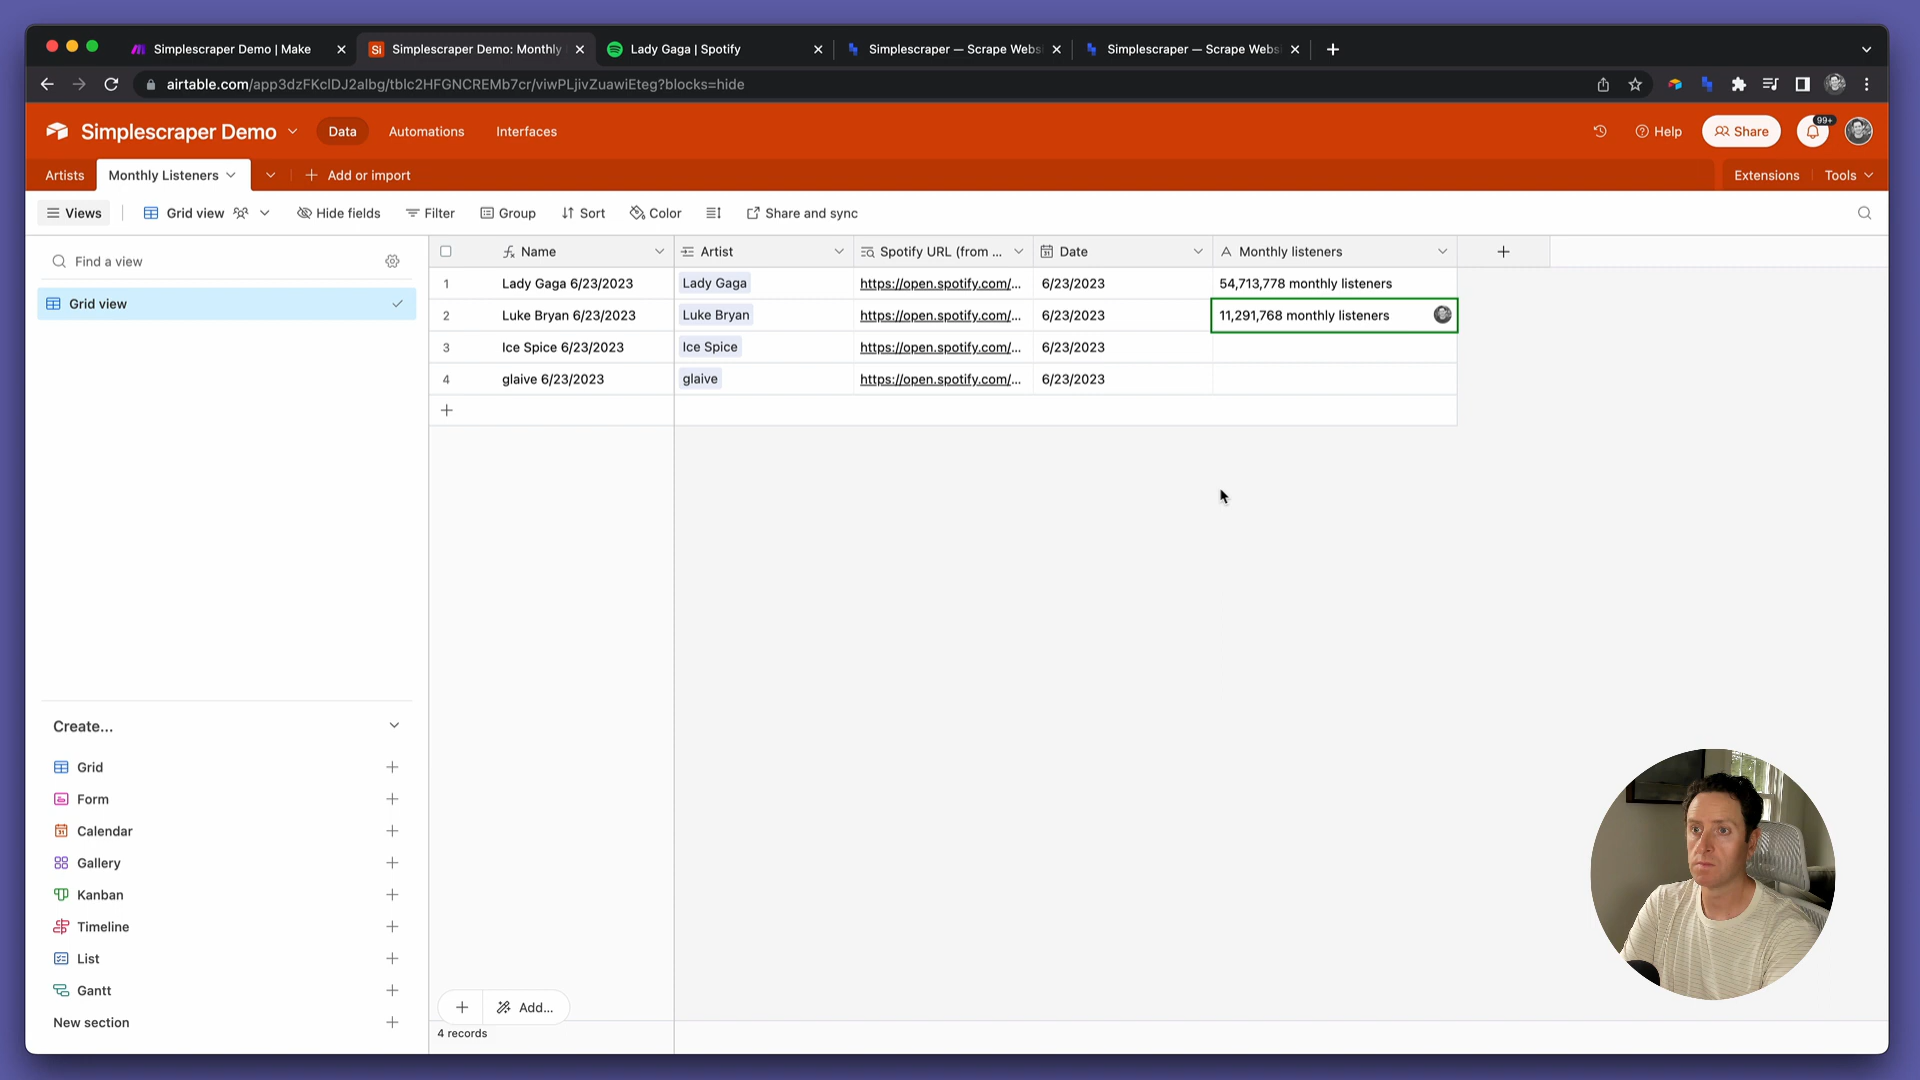 Simplescraper Demo | Make
Simplescraper Demo: Monthly
Lady Gaga | Spotify
Simplescraper — Scrape Webs
Simplescraper — Scrape Webs
airtable.com/app3dzFKclDJ2albg/tblc2HFGNCREMb7cr/viwPLjivZuawiEteg?blocks=hide
Simplescraper Demo
Data
Automations
Interfaces
Help
Share
99+
Artists
Monthly Listeners
Add or import
Extensions
Tools
Views
Grid view
Hide fields
Filter
Group
Sort
Color
Share and sync
Find a view
Grid view
Name
Artist
Spotify URL (from ...
Date
Monthly listeners
1
Lady Gaga 6/23/2023
Lady Gaga
https://open.spotify.com/...
6/23/2023
54,713,778 monthly listeners
2
Luke Bryan 6/23/2023
Luke Bryan
https://open.spotify.com/...
6/23/2023
11,291,768 monthly listeners
3
Ice Spice 6/23/2023
Ice Spice
https://open.spotify.com/...
6/23/2023
4
glaive 6/23/2023
glaive
https://open.spotify.com/...
6/23/2023
Create...
Grid
Form
Calendar
Gallery
Kanban
Timeline
List
Gantt
New section
Add...
4 records